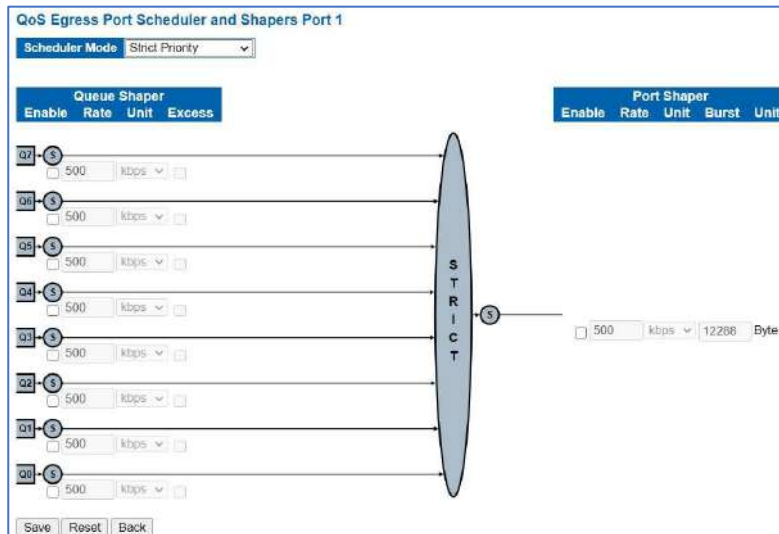 QoS Egress Port Scheduler and Shapers Port 1
Scheduler Mode Strict Priority
Queue Shaper
Enable Rate Unit Excess
Port Shaper
Enable Rate Unit Burst Unit
Q7 S
500 kbps
Q6 S
500 kbps
Q5 S
500 kbps
Q4 S
500 kbps
Q3 S
500 kbps
Q2 S
500 kbps
Q1 S
500 kbps
Q0 S
500 kbps
STRICT
S
500 kbps 12288 Byte
Save Reset Back